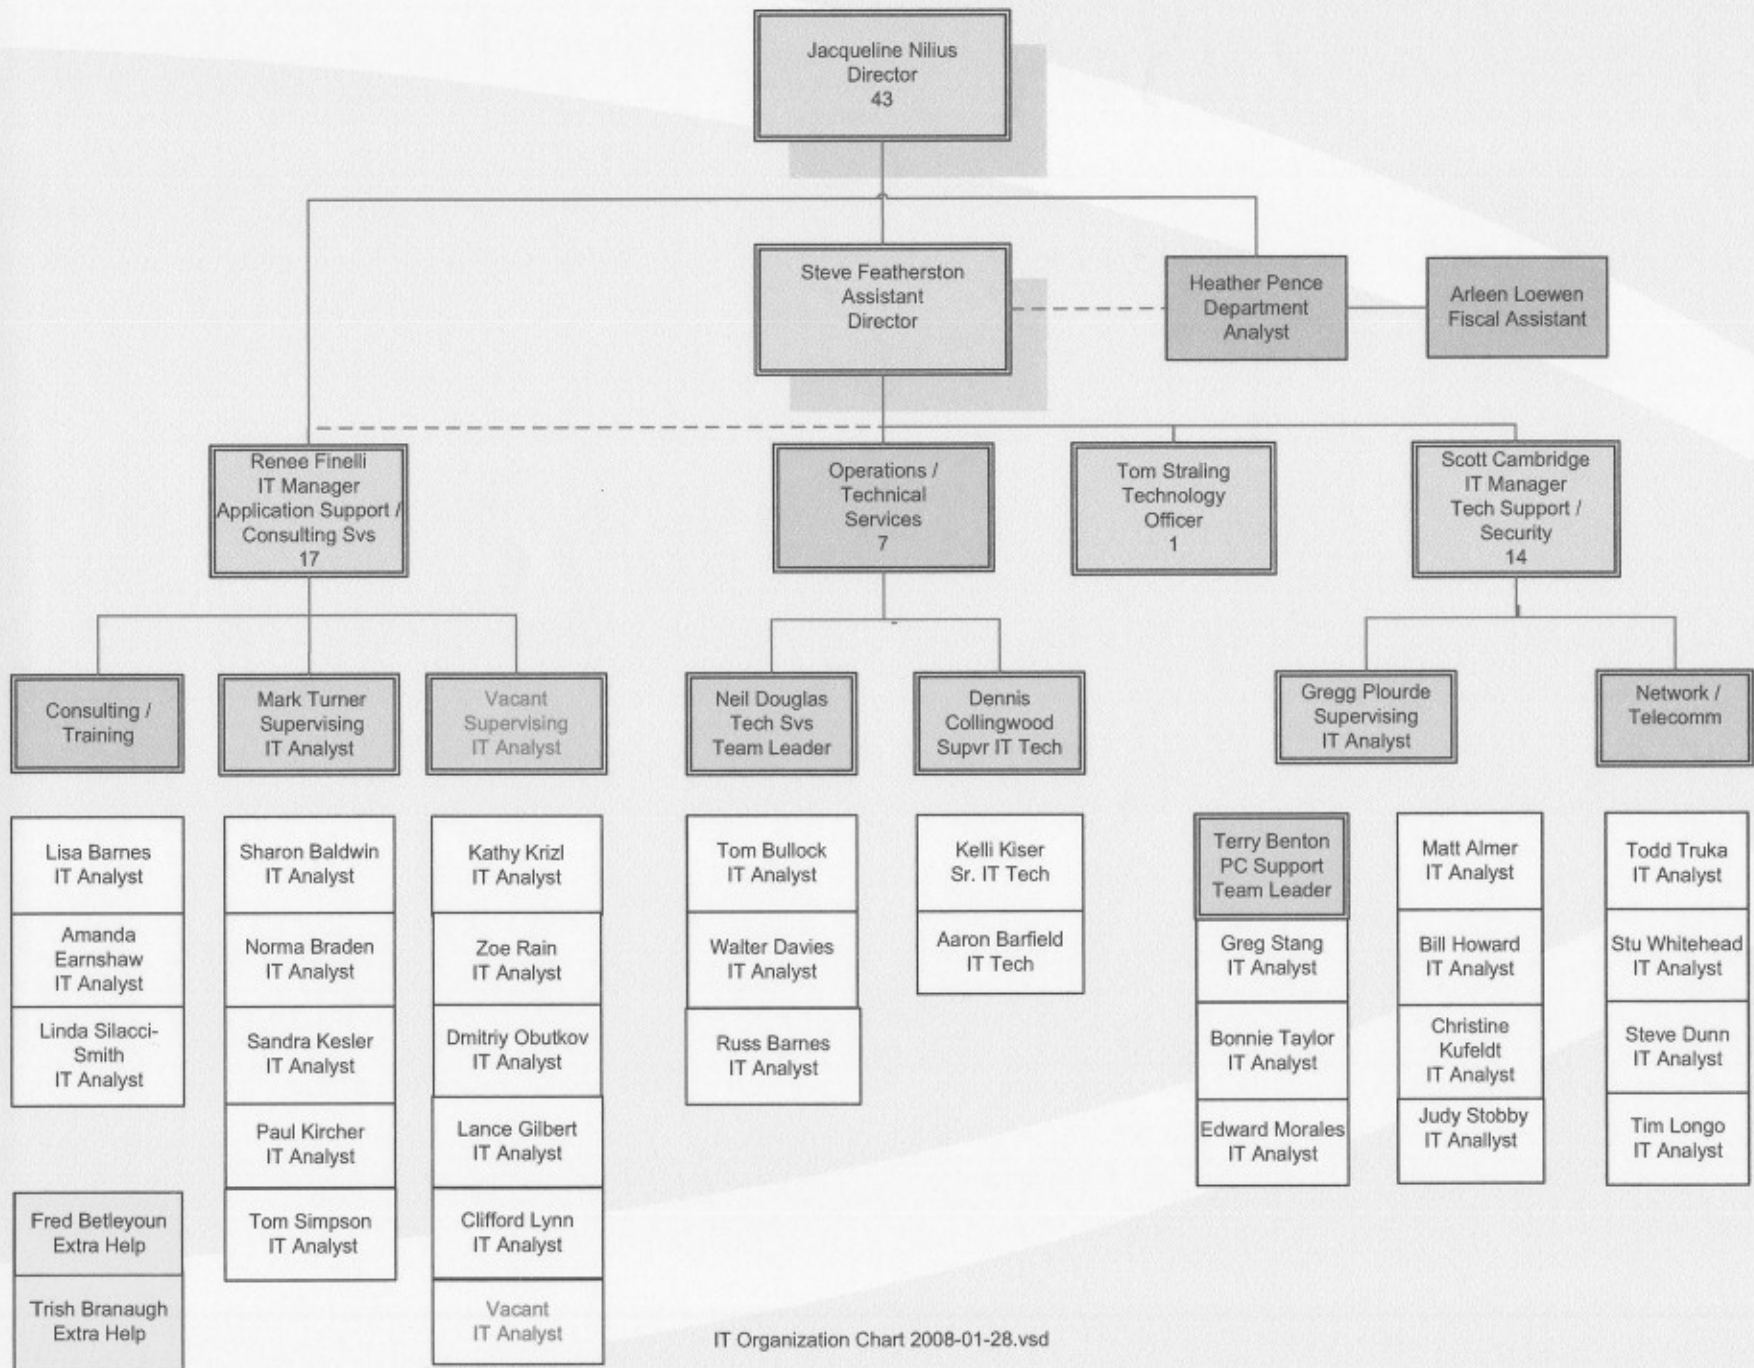 Jacqueline Nilius
Director
43
Steve Featherston
Assistant
Director
Heather Pence
Department
Analyst
Arleen Loewen
Fiscal Assistant
Renee Finelli
IT Manager
Application Support /
Consulting Svs
17
Operations /
Technical
Services
7
Tom Straling
Technology
Officer
1
Scott Cambridge
IT Manager
Tech Support /
Security
14
Consulting /
Training
Mark Turner
Supervising
IT Analyst
Vacant
Supervising
IT Analyst
Neil Douglas
Tech Svs
Team Leader
Dennis
Collingwood
Supvr IT Tech
Gregg Plourde
Supervising
IT Analyst
Network /
Telecomm
Lisa Barnes
IT Analyst
Amanda
Earnshaw
IT Analyst
Linda Silacci-
Smith
IT Analyst
Fred Betleyoun
Extra Help
Trish Branaugh
Extra Help
Sharon Baldwin
IT Analyst
Norma Braden
IT Analyst
Sandra Kesler
IT Analyst
Paul Kircher
IT Analyst
Tom Simpson
IT Analyst
Kathy Krizl
IT Analyst
Zoe Rain
IT Analyst
Dmitriy Obutkov
IT Analyst
Lance Gilbert
IT Analyst
Clifford Lynn
IT Analyst
Vacant
IT Analyst
Tom Bullock
IT Analyst
Walter Davies
IT Analyst
Russ Barnes
IT Analyst
Kelli Kiser
Sr. IT Tech
Aaron Barfield
IT Tech
Terry Benton
PC Support
Team Leader
Greg Stang
IT Analyst
Bonnie Taylor
IT Analyst
Edward Morales
IT Analyst
Matt Almer
IT Analyst
Bill Howard
IT Analyst
Christine
Kufeldt
IT Analyst
Judy Stobby
IT Anallyst
Todd Truka
IT Analyst
Stu Whitehead
IT Analyst
Steve Dunn
IT Analyst
Tim Longo
IT Analyst
IT Organization Chart 2008-01-28.vsd